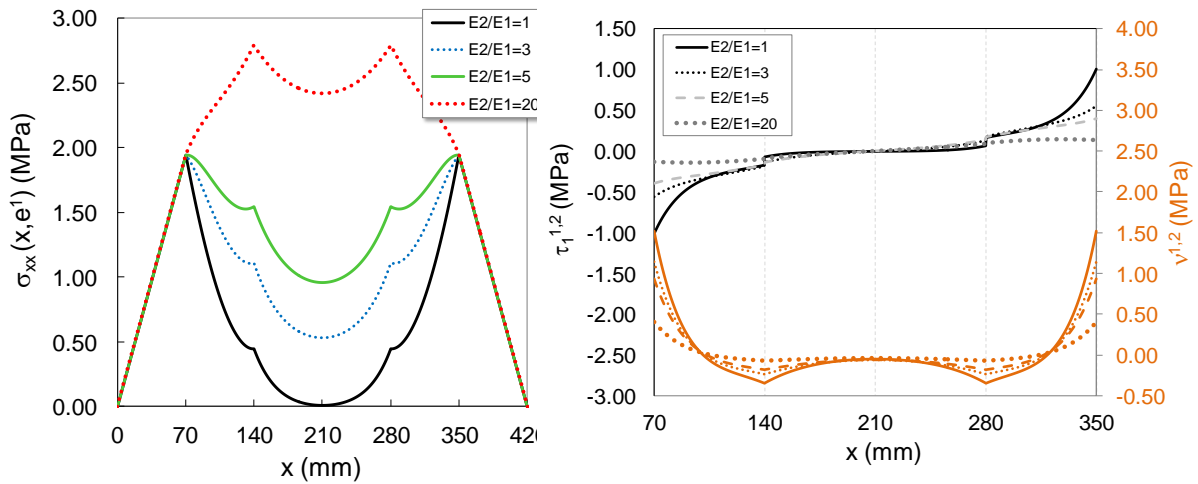 3.00
2.50
2.00
1.50
1.00
0.50
0.00
σxx(x,e¹) (MPa)
E2/E1=1
E2/E1=3
E2/E1=5
E2/E1=20
0 70 140 210 280 350 420
x (mm)
1.00
0.50
0.00
-0.50
-1.00
-1.50
-2.00
-2.50
-3.00
τ₁¹,² (MPa)
E2/E1=1
E2/E1=3
E2/E1=5
E2/E1=20
4.00
3.50
3.00
2.50
2.00
1.50
1.00
0.50
0.00
-0.50
ν¹,² (MPa)
70 140 210 280 350
x (mm)